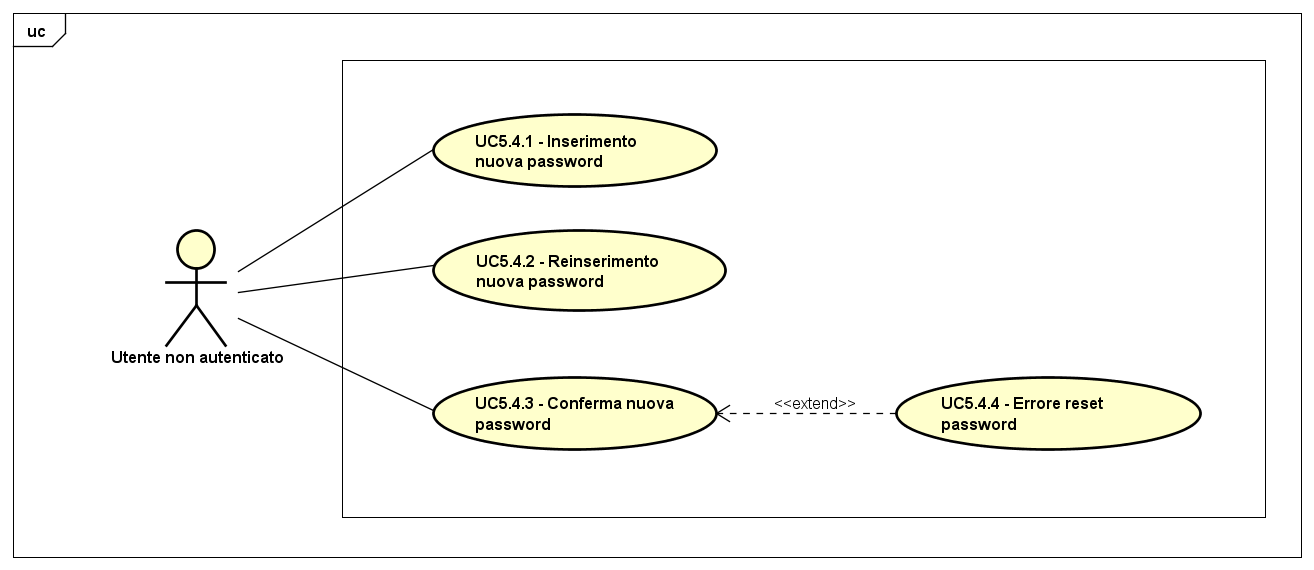 uc
UC5.4.1 - Inserimento
nuova password
UC5.4.2 - Reinserimento
nuova password
Utente non autenticato
UC5.4.3 - Conferma nuova
password
<<extend>>
UC5.4.4 - Errore reset
password